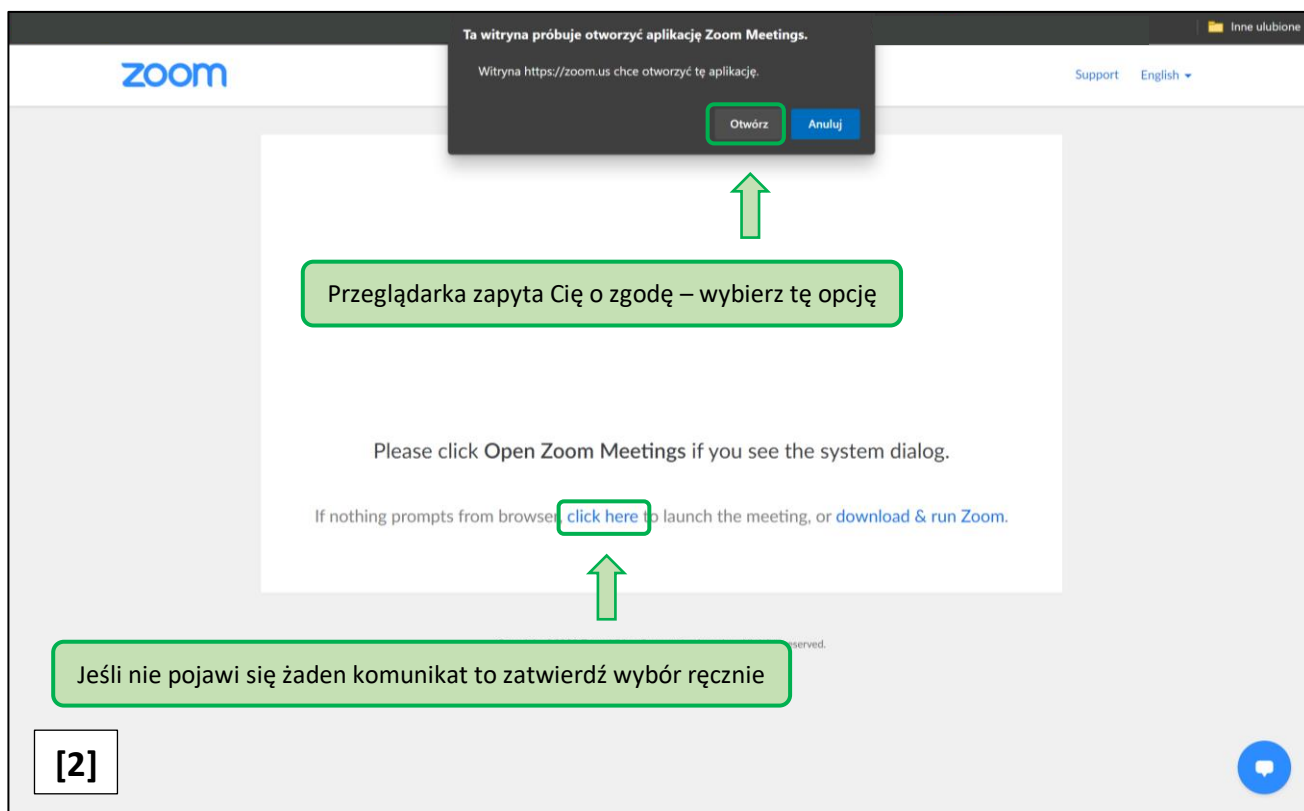 Ta witryna próbuje otworzyć aplikację Zoom Meetings.
Inne ulubione
Witryna https://zoom.us chce otworzyć tę aplikację.
zoom
Support English
Otwórz Anuluj
Przeglądarka zapyta Cię o zgodę – wybierz tę opcję
Please click Open Zoom Meetings if you see the system dialog.
If nothing prompts from browser, click here to launch the meeting, or download & run Zoom.
reserved.
Jeśli nie pojawi się żaden komunikat to zatwierdź wybór ręcznie
[2]